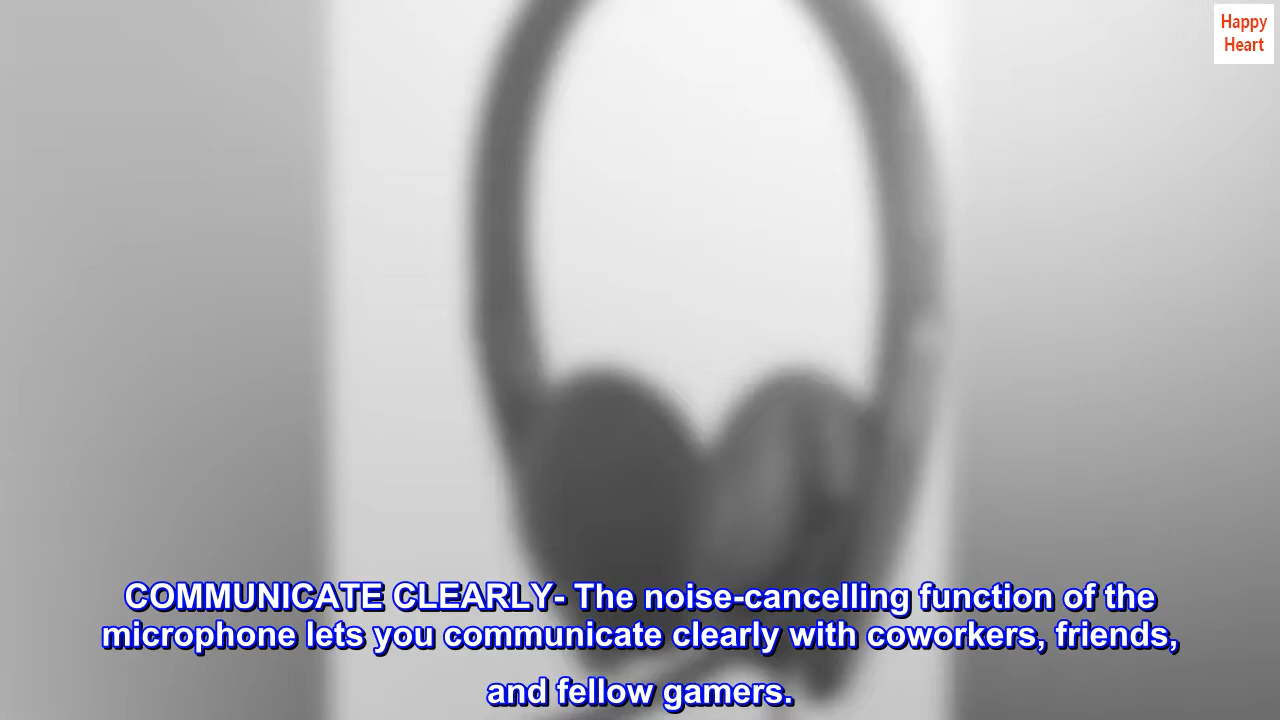 Happy
Heart
COMMUNICATE CLEARLY- The noise-cancelling function of the
microphone lets you communicate clearly with coworkers, friends,
and fellow gamers.